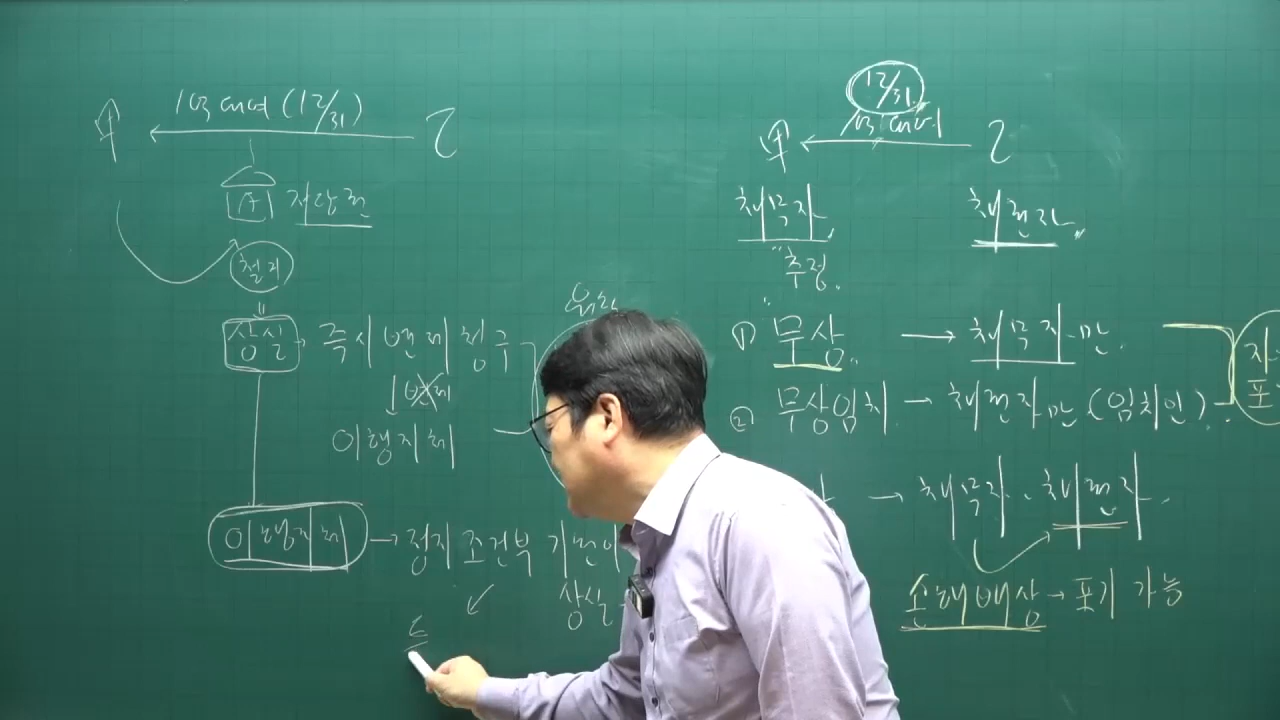 甲 1억 대여 (12/31) 乙
저당권
철거
상실 즉시 변제청구
변제
이행지체
이행지체 → 정지조건부 기한이
상실
12/31
甲 1억 대여 乙
채무자 채권자
"추정"
① 무상 → 채무자만
② 무상임치 → 채권자만 (임치인)
→ 채무자, 채권자
손해배상 → 포기 가능